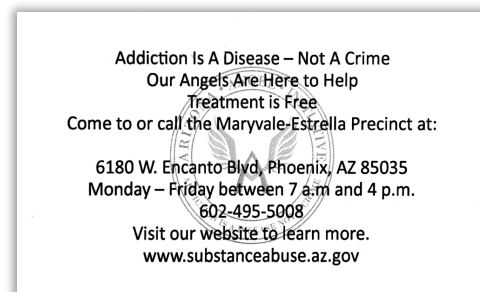 Addiction Is A Disease – Not A Crime
Our Angels Are Here to Help
Treatment is Free
Come to or call the Maryvale-Estrella Precinct at:
6180 W. Encanto Blvd, Phoenix, AZ 85035
Monday – Friday between 7 a.m and 4 p.m.
602-495-5008
Visit our website to learn more.
www.substanceabuse.az.gov